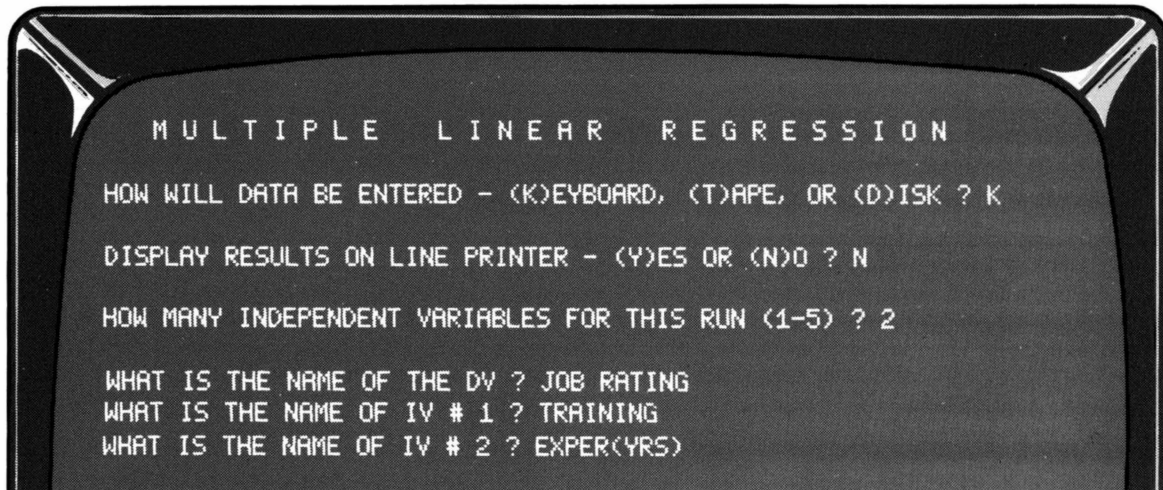 MULTIPLE LINEAR REGRESSION
HOW WILL DATA BE ENTERED - (K)EYBOARD, (T)APE, OR (D)ISK ? K
DISPLAY RESULTS ON LINE PRINTER - (Y)ES OR (N)O ? N
HOW MANY INDEPENDENT VARIABLES FOR THIS RUN (1-5) ? 2
WHAT IS THE NAME OF THE DV ? JOB RATING
WHAT IS THE NAME OF IV # 1 ? TRAINING
WHAT IS THE NAME OF IV # 2 ? EXPER(YRS)